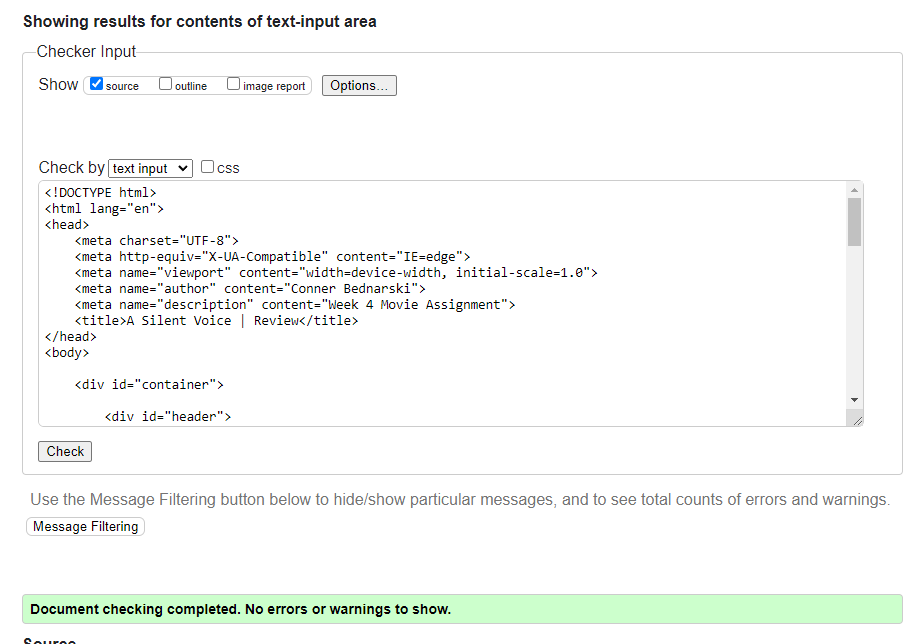 Showing results for contents of text-input area
Checker Input
Show source outline image report Options...
Check by text input css
<!DOCTYPE html>
<html lang="en">
<head>
    <meta charset="UTF-8">
    <meta http-equiv="X-UA-Compatible" content="IE=edge">
    <meta name="viewport" content="width=device-width, initial-scale=1.0">
    <meta name="author" content="Conner Bednarski">
    <meta name="description" content="Week 4 Movie Assignment">
    <title>A Silent Voice | Review</title>
</head>
<body>
    <div id="container">
        <div id="header">
Check
Use the Message Filtering button below to hide/show particular messages, and to see total counts of errors and warnings.
Message Filtering
Document checking completed. No errors or warnings to show.
Source